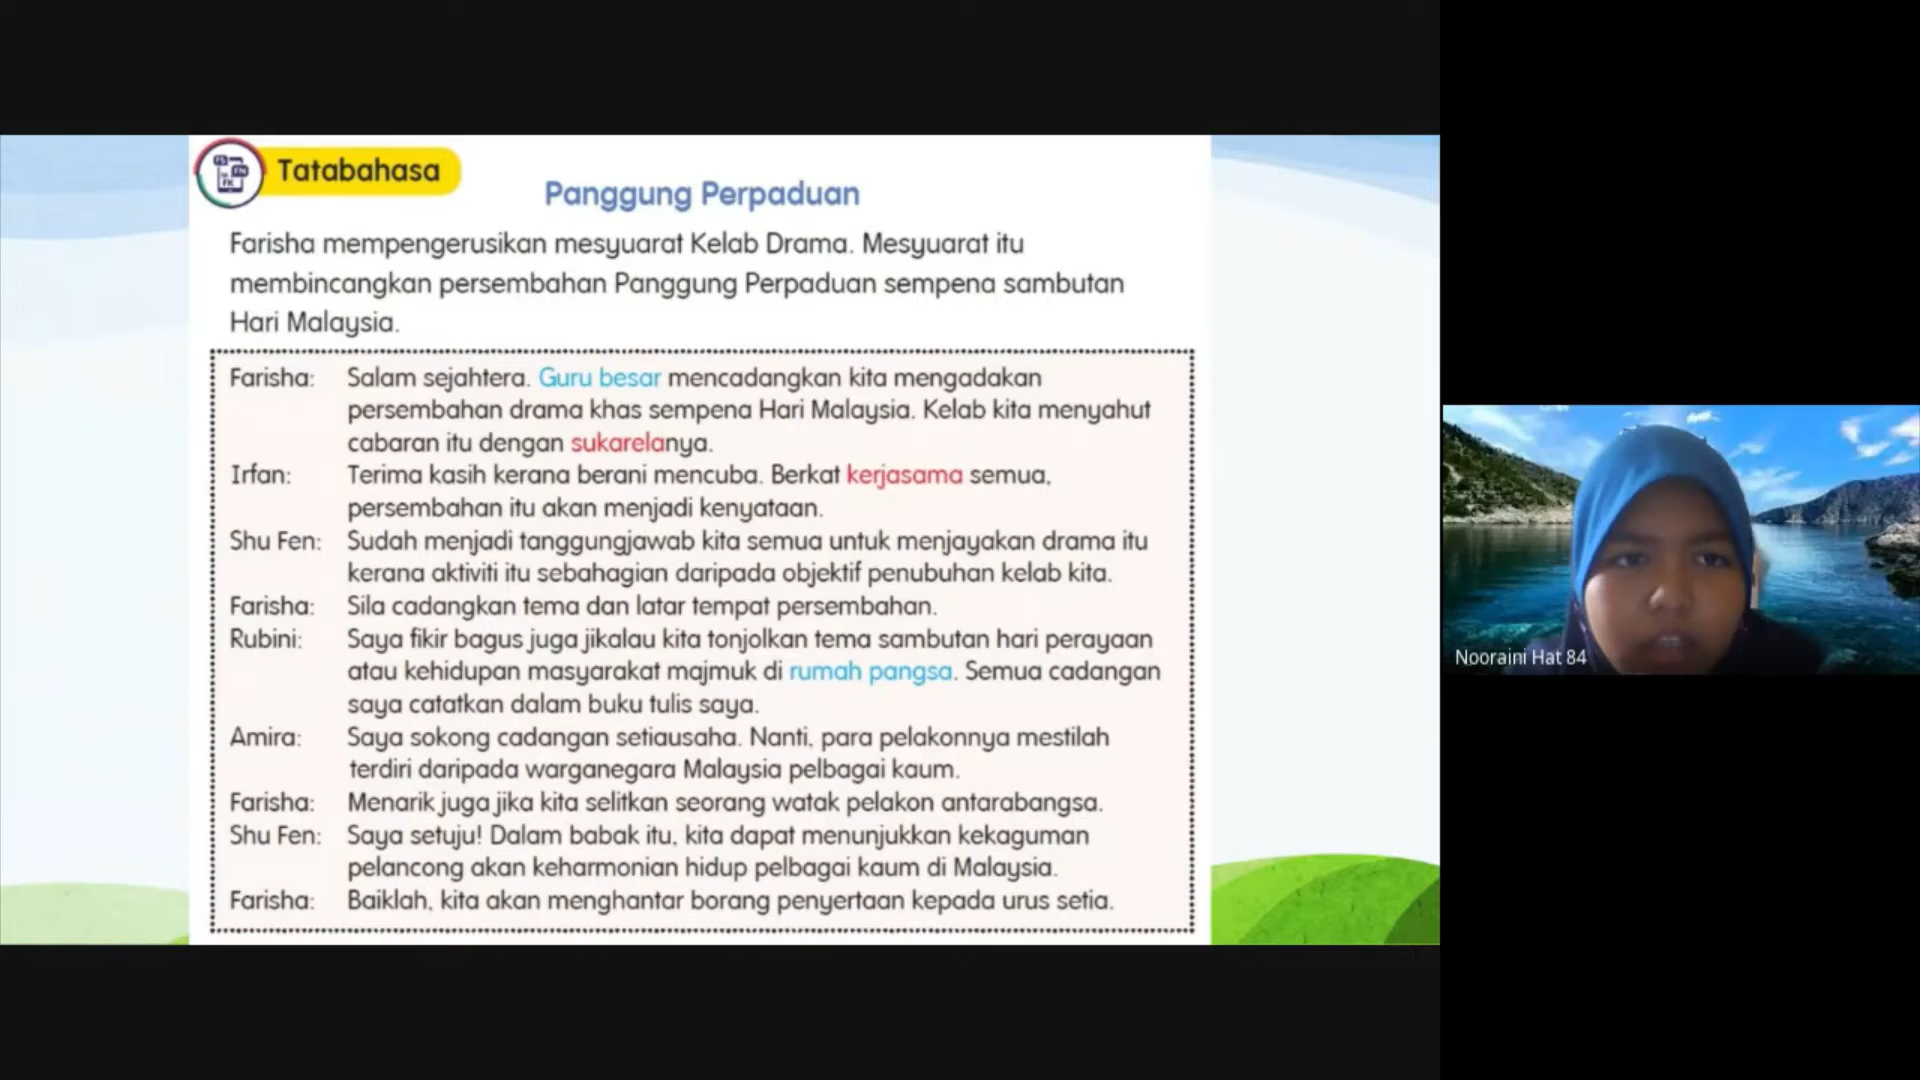 Tatabahasa
Panggung Perpaduan
Farisha mempengerusikan mesyuarat Kelab Drama. Mesyuarat itu
membincangkan persembahan Panggung Perpaduan sempena sambutan
Hari Malaysia.
Farisha: Salam sejahtera. Guru besar mencadangkan kita mengadakan
persembahan drama khas sempena Hari Malaysia. Kelab kita menyahut
cabaran itu dengan sukarelanya.
Irfan: Terima kasih kerana berani mencuba. Berkat kerjasama semua,
persembahan itu akan menjadi kenyataan.
Shu Fen: Sudah menjadi tanggungjawab kita semua untuk menjayakan drama itu
kerana aktiviti itu sebahagian daripada objektif penubuhan kelab kita.
Farisha: Sila cadangkan tema dan latar tempat persembahan.
Rubini: Saya fikir bagus juga jikalau kita tonjolkan tema sambutan hari perayaan
atau kehidupan masyarakat majmuk di rumah pangsa. Semua cadangan
saya catatkan dalam buku tulis saya.
Amira: Saya sokong cadangan setiausaha. Nanti, para pelakonnya mestilah
terdiri daripada warganegara Malaysia pelbagai kaum.
Farisha: Menarik juga jika kita selitkan seorang watak pelakon antarabangsa.
Shu Fen: Saya setuju! Dalam babak itu, kita dapat menunjukkan kekaguman
pelancong akan keharmonian hidup pelbagai kaum di Malaysia.
Farisha: Baiklah, kita akan menghantar borang penyertaan kepada urus setia.
Nooraini Hat 84